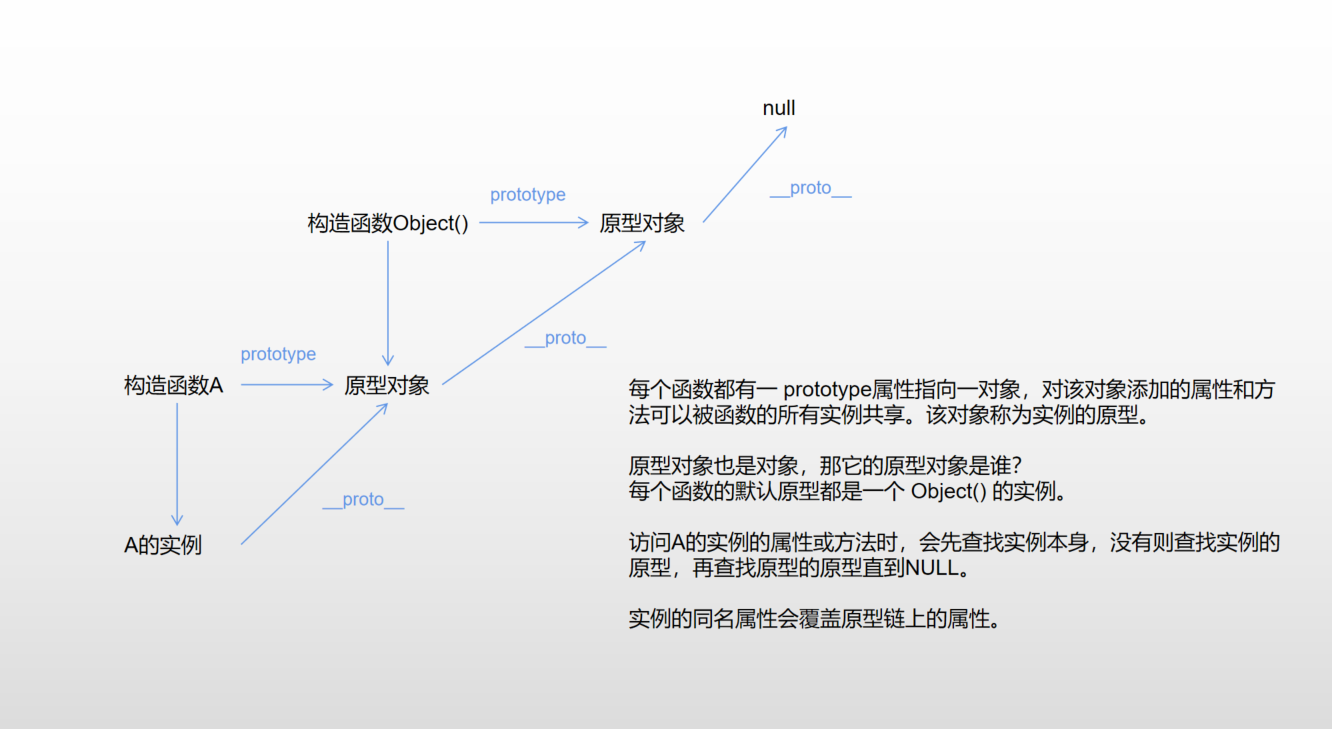 null
__proto__
prototype
构造函数Object()
原型对象
__proto__
prototype
构造函数A
原型对象
__proto__
A的实例
每个函数都有一 prototype属性指向一对象，对该对象添加的属性和方
法可以被函数的所有实例共享。该对象称为实例的原型。
原型对象也是对象，那它的原型对象是谁？
每个函数的默认原型都是一个 Object() 的实例。
访问A的实例的属性或方法时，会先查找实例本身，没有则查找实例的
原型，再查找原型的原型直到NULL。
实例的同名属性会覆盖原型链上的属性。